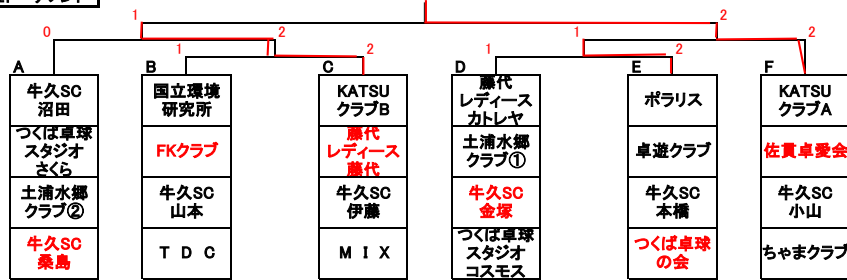 1 2
0 2 1 2
1 2 1 2
A B C D E F
牛久SC
沼田
つくば卓球
スタジオ
さくら
土浦水郷
クラブ②
牛久SC
桑島
国立環境
研究所
FKクラブ
牛久SC
山本
T D C
KATSU
クラブB
藤代
レディース
藤代
牛久SC
伊藤
M I X
藤代
レディース
カトレヤ
土浦水郷
クラブ①
牛久SC
金塚
つくば卓球
スタジオ
コスモス
ポラリス
卓遊クラブ
牛久SC
本橋
つくば卓球
の会
KATSU
クラブA
佐貫卓愛会
牛久SC
小山
ちゃまクラブ